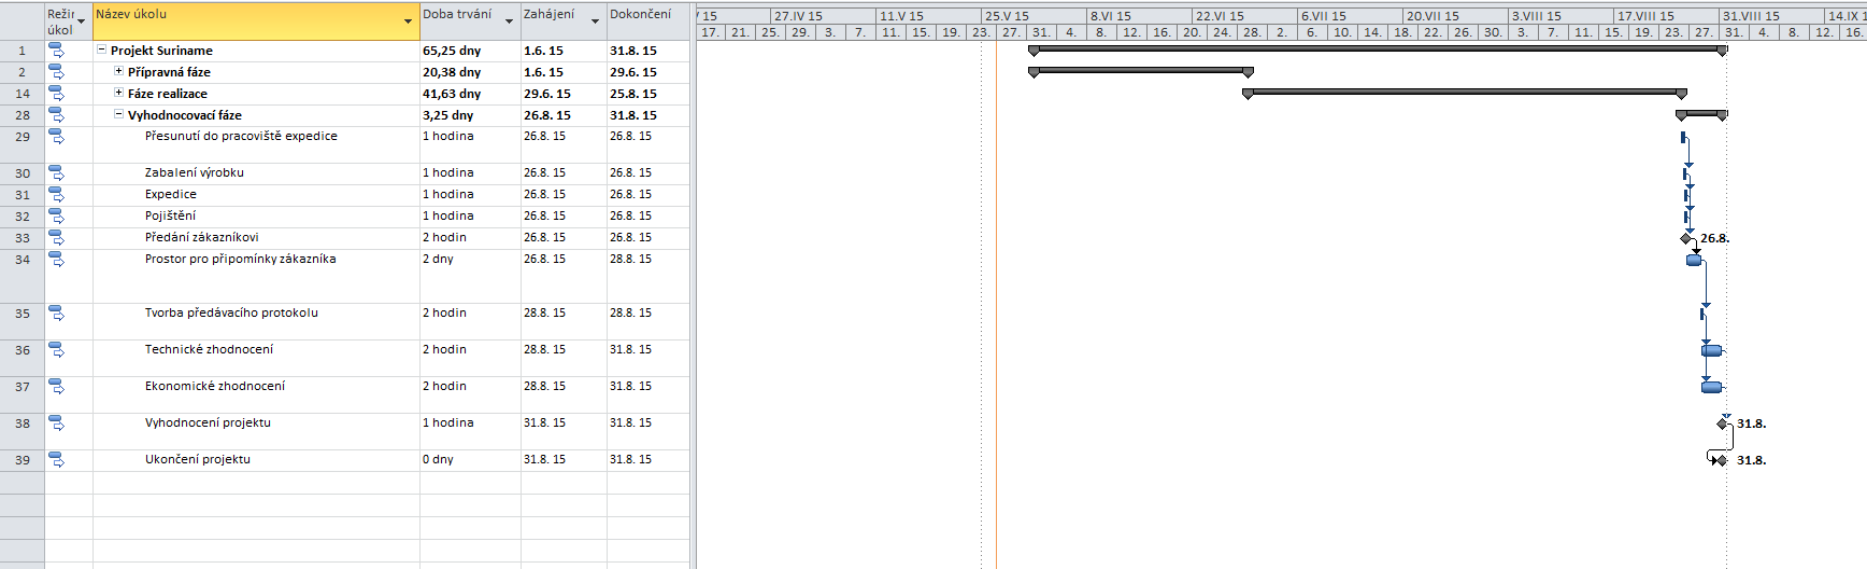 Režin úkol Název úkolu Doba trvání Zahájení Dokončení
1 Projekt Suriname 65,25 dny 1.6. 15 31.8. 15
2 Přípravná fáze 20,38 dny 1.6. 15 29.6. 15
14 Fáze realizace 41,63 dny 29.6. 15 25.8. 15
28 Vyhodnocovací fáze 3,25 dny 26.8. 15 31.8. 15
29 Přesunutí do pracoviště expedice 1 hodina 26.8. 15 26.8. 15
30 Zabalení výrobku 1 hodina 26.8. 15 26.8. 15
31 Expedice 1 hodina 26.8. 15 26.8. 15
32 Pojištění 1 hodina 26.8. 15 26.8. 15
33 Předání zákazníkovi 2 hodin 26.8. 15 26.8. 15
34 Prostor pro připomínky zákazníka 2 dny 26.8. 15 28.8. 15
35 Tvorba předávacího protokolu 2 hodin 28.8. 15 28.8. 15
36 Technické zhodnocení 2 hodin 28.8. 15 31.8. 15
37 Ekonomické zhodnocení 2 hodin 28.8. 15 31.8. 15
38 Vyhodnocení projektu 1 hodina 31.8. 15 31.8. 15
39 Ukončení projektu 0 dny 31.8. 15 31.8. 15
15 27.IV 15 11.V 15 25.V 15 8.VI 15 22.VI 15 6.VII 15 20.VII 15 3.VIII 15 17.VIII 15 31.VIII 15 14.IX 1
17. 21. 25. 29. 3. 7. 11. 15. 19. 23. 27. 31. 4. 8. 12. 16. 20. 24. 28. 2. 6. 10. 14. 18. 22. 26. 30. 3. 7. 11. 15. 19. 23. 27. 31. 4. 8. 12. 16.
26.8.
31.8.
31.8.